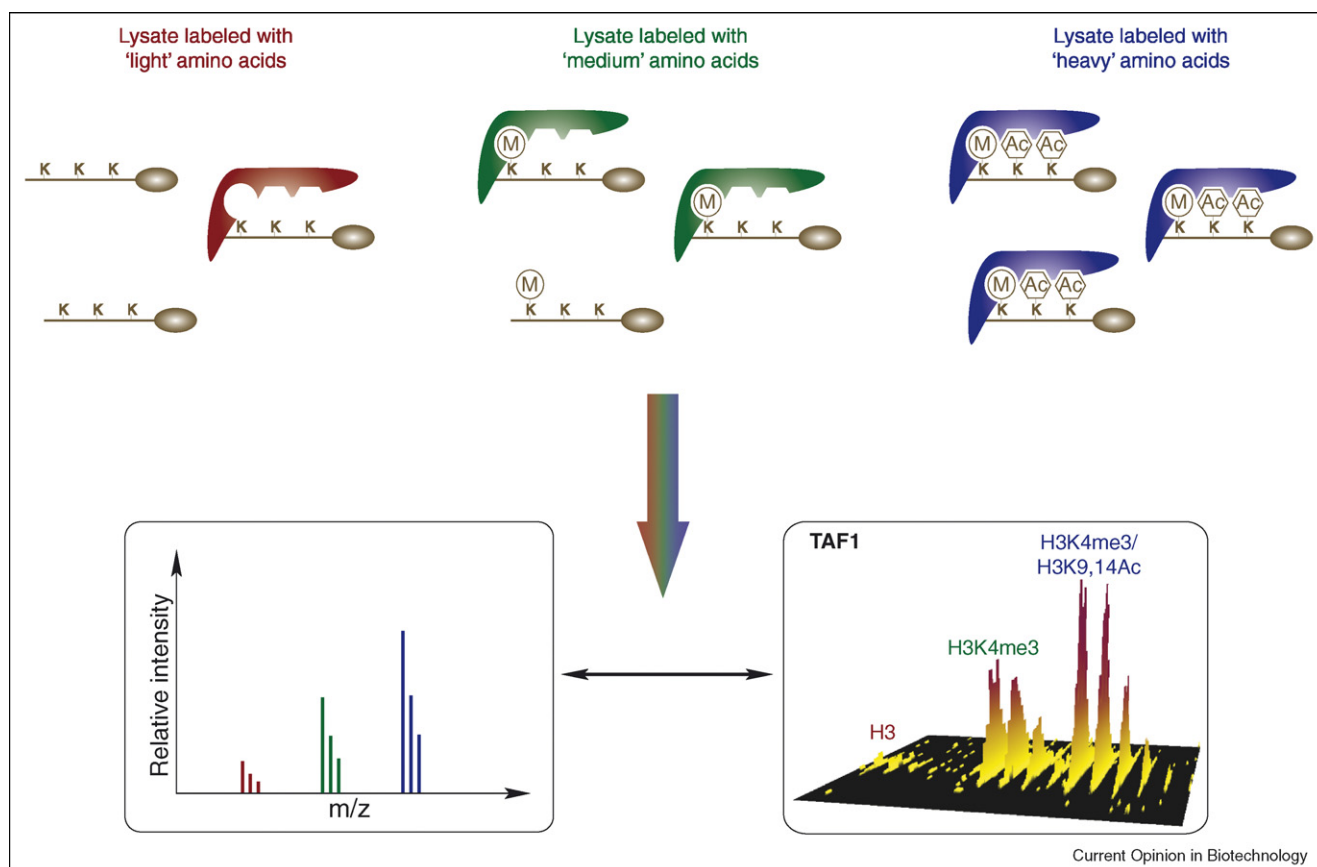 Lysate labeled with
‘light’ amino acids
Lysate labeled with
‘medium’ amino acids
Lysate labeled with
‘heavy’ amino acids
K K K
K K K
K K K
M
K K K
M
K K K
M
K K K
M Ac Ac
K K K
M Ac Ac
K K K
M Ac Ac
K K K
Relative intensity
m/z
TAF1
H3K4me3/
H3K9,14Ac
H3K4me3
H3
Current Opinion in Biotechnology